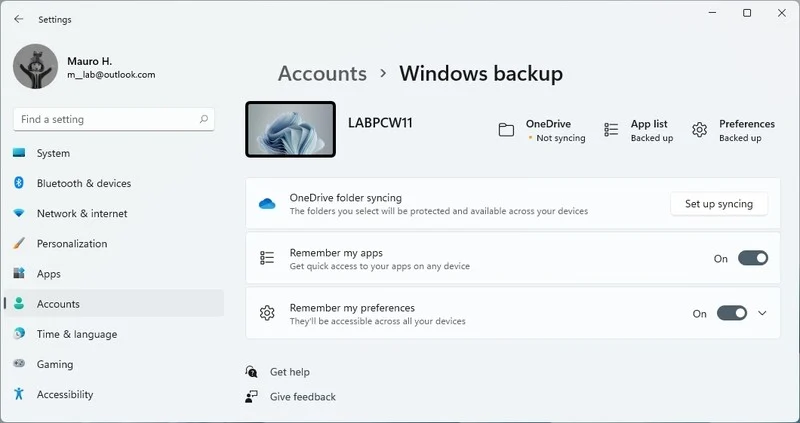 Settings
Mauro H.
m__lab@outlook.com
Find a setting
System
Bluetooth & devices
Network & internet
Personalization
Apps
Accounts
Time & language
Gaming
Accessibility
Accounts > Windows backup
LABPCW11
OneDrive
Not syncing
App list
Backed up
Preferences
Backed up
OneDrive folder syncing
The folders you select will be protected and available across your devices
Set up syncing
Remember my apps
Get quick access to your apps on any device
On
Remember my preferences
They'll be accessible across all your devices
On
Get help
Give feedback